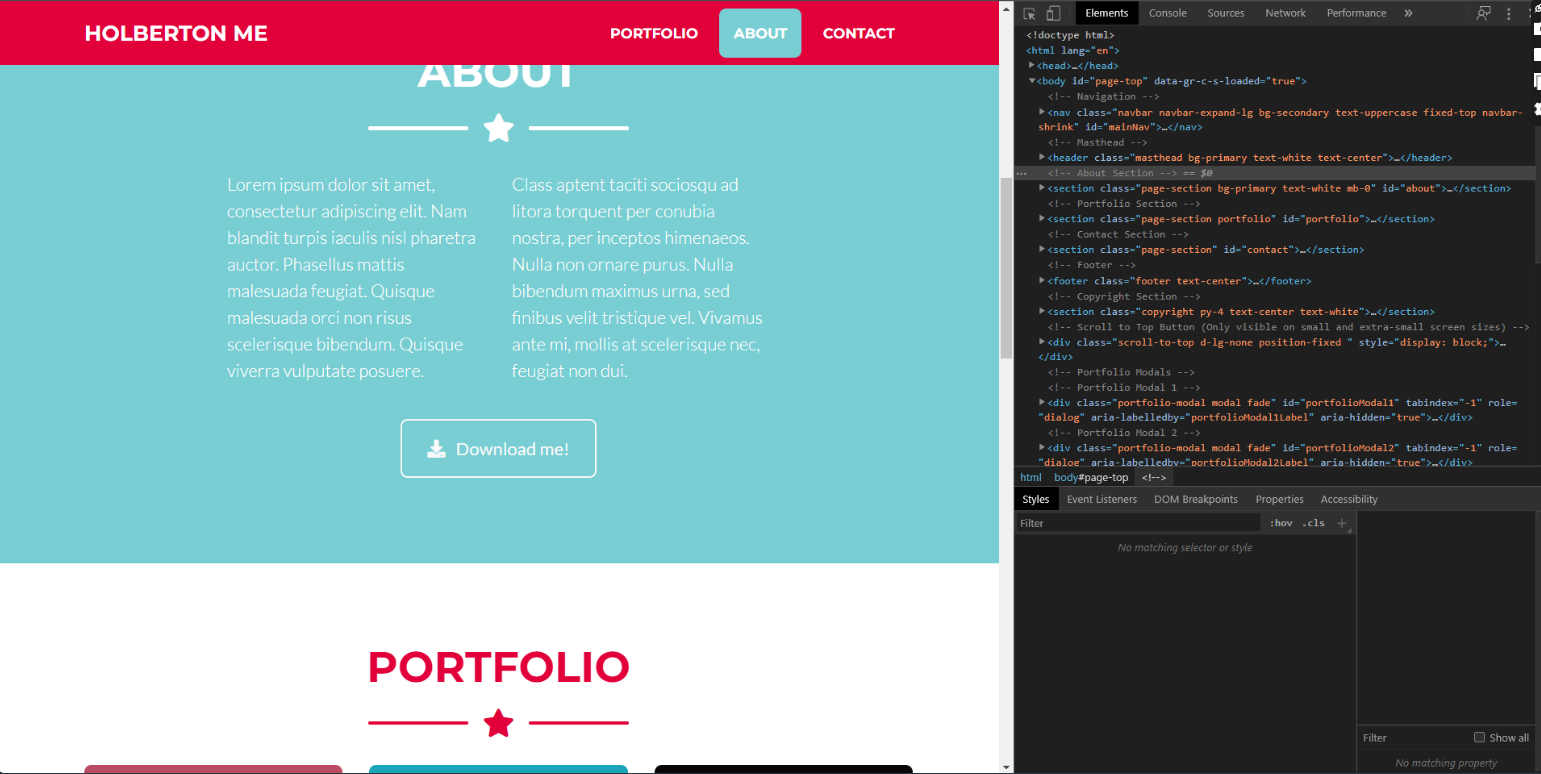 HOLBERTON ME
PORTFOLIO
ABOUT
CONTACT
ABOUT
Lorem ipsum dolor sit amet,
consectetur adipiscing elit. Nam
blandit turpis iaculis nisl pharetra
auctor. Phasellus mattis
malesuada feugiat. Quisque
malesuada orci non risus
scelerisque bibendum. Quisque
viverra vulputate posuere.
Class aptent taciti sociosqu ad
litora torquent per conubia
nostra, per inceptos himenaeos.
Nulla non ornare purus. Nulla
bibendum maximus urna, sed
finibus velit tristique vel. Vivamus
ante mi, mollis at scelerisque nec,
feugiat non dui.
Download me!
PORTFOLIO
Elements
Console
Sources
Network
Performance
»
<!doctype html>
<html lang="en">
<head>…</head>
<body id="page-top" data-gr-c-s-loaded="true">
<!-- Navigation -->
<nav class="navbar navbar-expand-lg bg-secondary text-uppercase fixed-top navbar-
shrink" id="mainNav">…</nav>
<!-- Masthead -->
<header class="masthead bg-primary text-white text-center">…</header>
<!-- About Section --> == $0
<section class="page-section bg-primary text-white mb-0" id="about">…</section>
<!-- Portfolio Section -->
<section class="page-section portfolio" id="portfolio">…</section>
<!-- Contact Section -->
<section class="page-section" id="contact">…</section>
<!-- Footer -->
<footer class="footer text-center">…</footer>
<!-- Copyright Section -->
<section class="copyright py-4 text-center text-white">…</section>
<!-- Scroll to Top Button (Only visible on small and extra-small screen sizes) -->
<div class="scroll-to-top d-lg-none position-fixed " style="display: block;">…
</div>
<!-- Portfolio Modals -->
<!-- Portfolio Modal 1 -->
<div class="portfolio-modal modal fade" id="portfolioModal1" tabindex="-1" role=
"dialog" aria-labelledby="portfolioModal1Label" aria-hidden="true">…</div>
<!-- Portfolio Modal 2 -->
<div class="portfolio-modal modal fade" id="portfolioModal2" tabindex="-1" role=
"dialog" aria-labelledby="portfolioModal2Label" aria-hidden="true">…</div>
html
body#page-top
<!-->
Styles
Event Listeners
DOM Breakpoints
Properties
Accessibility
Filter
:hov
.cls
+
No matching selector or style
Filter
Show all
No matching property